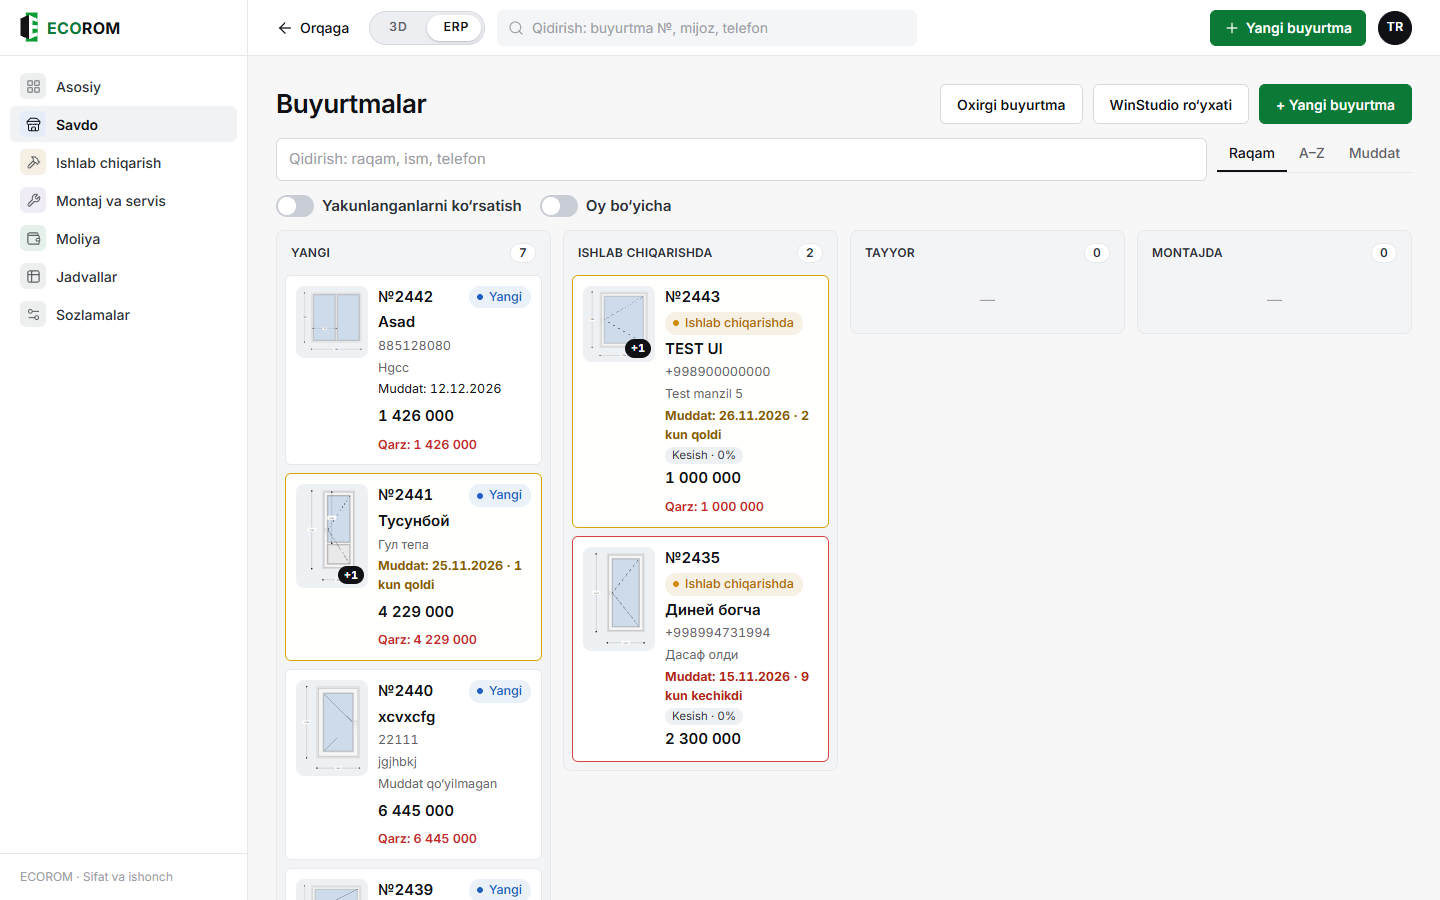 ECOROM
Orqaga
3D
ERP
Qidirish: buyurtma №, mijoz, telefon
+ Yangi buyurtma
TR
Asosiy
Savdo
Ishlab chiqarish
Montaj va servis
Moliya
Jadvallar
Sozlamalar
ECOROM · Sifat va ishonch
Buyurtmalar
Oxirgi buyurtma
WinStudio ro‘yxati
+ Yangi buyurtma
Qidirish: raqam, ism, telefon
Raqam
A–Z
Muddat
Yakunlanganlarni ko‘rsatish
Oy bo‘yicha
YANGI
7
№2442
Yangi
Asad
885128080
Hgcc
Muddat: 12.12.2026
1 426 000
Qarz: 1 426 000
+1
№2441
Yangi
Тусунбой
Гул тепа
Muddat: 25.11.2026 · 1
kun qoldi
4 229 000
Qarz: 4 229 000
№2440
Yangi
xcvxcfg
22111
jgjhbkj
Muddat qo‘yilmagan
6 445 000
Qarz: 6 445 000
№2439
Yangi
ISHLAB CHIQARISHDA
2
+1
№2443
Ishlab chiqarishda
TEST UI
+998900000000
Test manzil 5
Muddat: 26.11.2026 · 2
kun qoldi
Kesish · 0%
1 000 000
Qarz: 1 000 000
№2435
Ishlab chiqarishda
Диней богча
+998994731994
Дасаф олди
Muddat: 15.11.2026 · 9
kun kechikdi
Kesish · 0%
2 300 000
TAYYOR
0
—
MONTAJDA
0
—